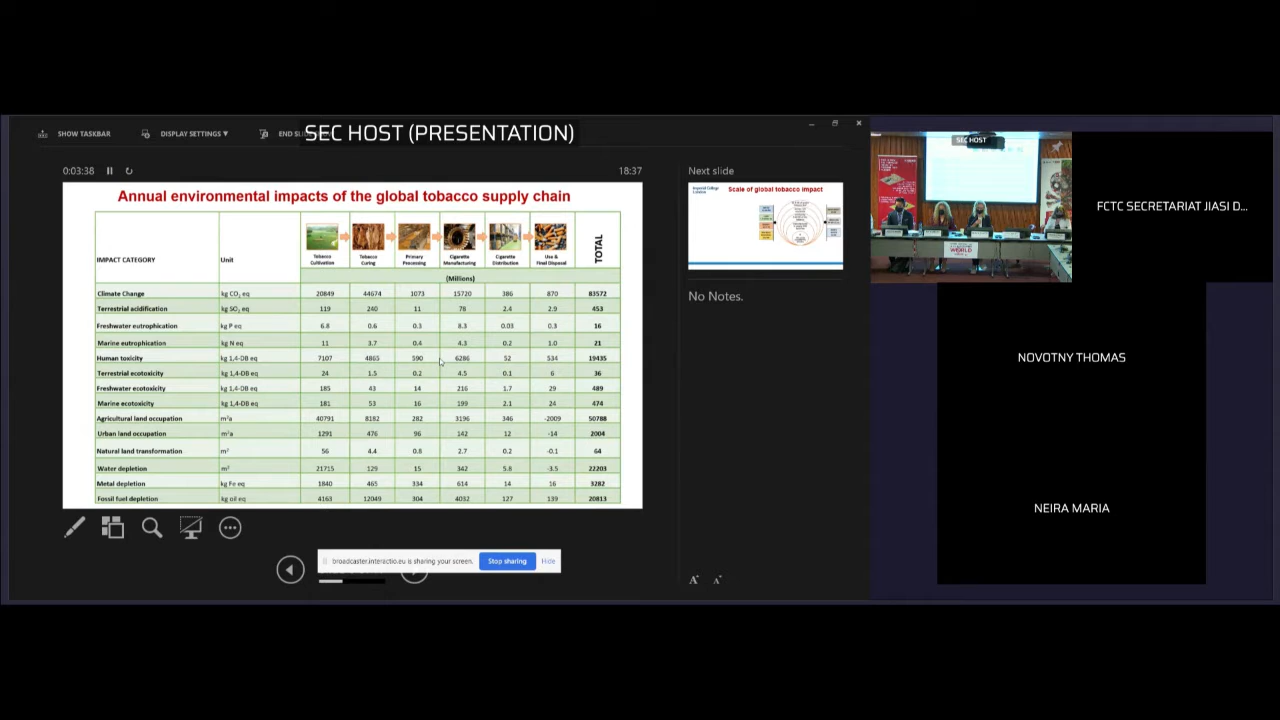 SHOW TASKBAR
DISPLAY SETTINGS ▼
END SLI
SEC HOST (PRESENTATION)
0:03:38
18:37
Annual environmental impacts of the global tobacco supply chain
IMPACT CATEGORY Unit Tobacco Cultivation Tobacco Curing Primary Processing Cigarette Manufacturing Cigarette Distribution Use & Final Disposal TOTAL
(Millions)
Climate Change kg CO2 eq 20849 44674 1073 15720 386 870 83572
Terrestrial acidification kg SO2 eq 119 240 11 78 2.4 2.9 453
Freshwater eutrophication kg P eq 6.8 0.6 0.3 8.3 0.03 0.3 16
Marine eutrophication kg N eq 11 3.7 0.4 4.3 0.2 1.0 21
Human toxicity kg 1,4-DB eq 7107 4865 590 6286 52 534 19435
Terrestrial ecotoxicity kg 1,4-DB eq 24 1.5 0.2 4.5 0.1 6 36
Freshwater ecotoxicity kg 1,4-DB eq 185 43 14 216 1.7 29 489
Marine ecotoxicity kg 1,4-DB eq 181 53 16 199 2.1 24 474
Agricultural land occupation m²a 40791 8182 282 3196 346 -2009 50788
Urban land occupation m²a 1291 476 96 142 12 -14 2004
Natural land transformation m² 56 4.4 0.8 2.7 0.2 -0.1 64
Water depletion m³ 21715 129 15 342 5.8 -3.5 22203
Metal depletion kg Fe eq 1840 465 334 614 14 16 3282
Fossil fuel depletion kg oil eq 4163 12049 304 4032 127 139 20813
broadcaster.interactio.eu is sharing your screen.
Stop sharing
Hide
Next slide
Imperial College London
Scale of global tobacco impact
No Notes.
A A
SEC HOST
WORLD
FCTC SECRETARIAT JIASI D...
NOVOTNY THOMAS
NEIRA MARIA